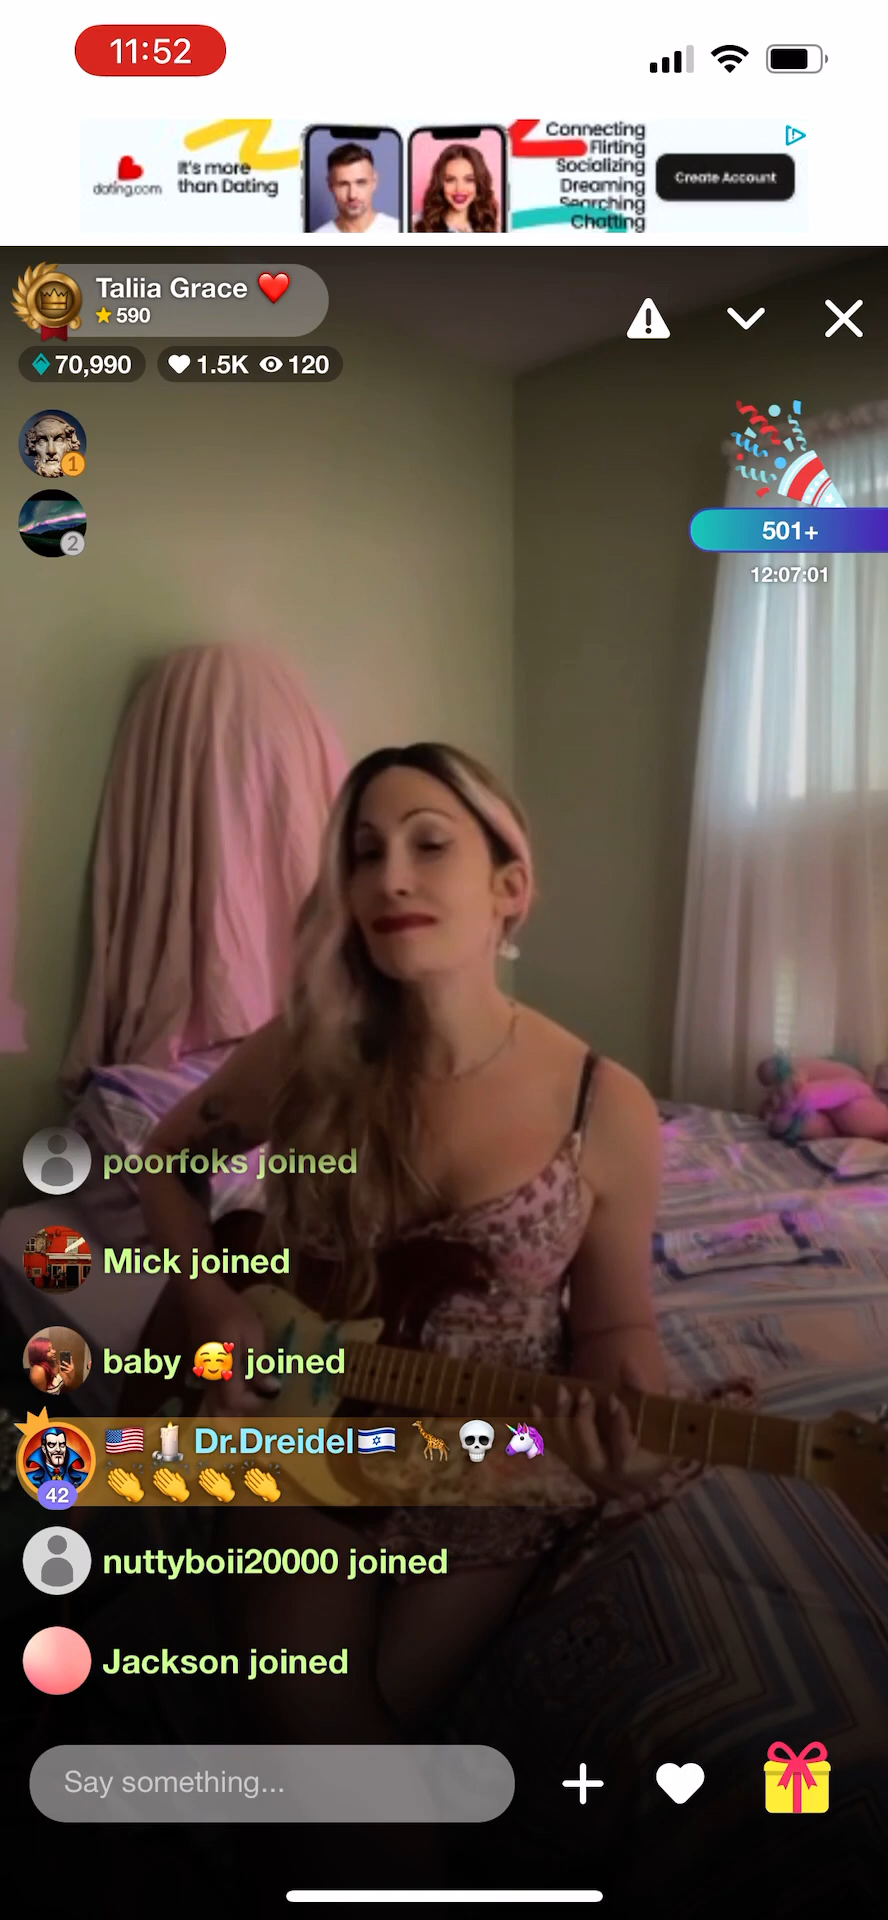 11:52
dating.com
It's more
than Dating
Connecting
Flirting
Socializing
Dreaming
Searching
Chatting
Create Account
Taliia Grace ❤️
590
70,990
1.5K
120
1
2
501+
12:07:01
poorfoks joined
Mick joined
baby 🥰 joined
🇺🇸🕯️Dr.Dreidel🇮🇱 🦒💀🦄
👏👏👏👏
42
nuttyboii20000 joined
Jackson joined
Say something...